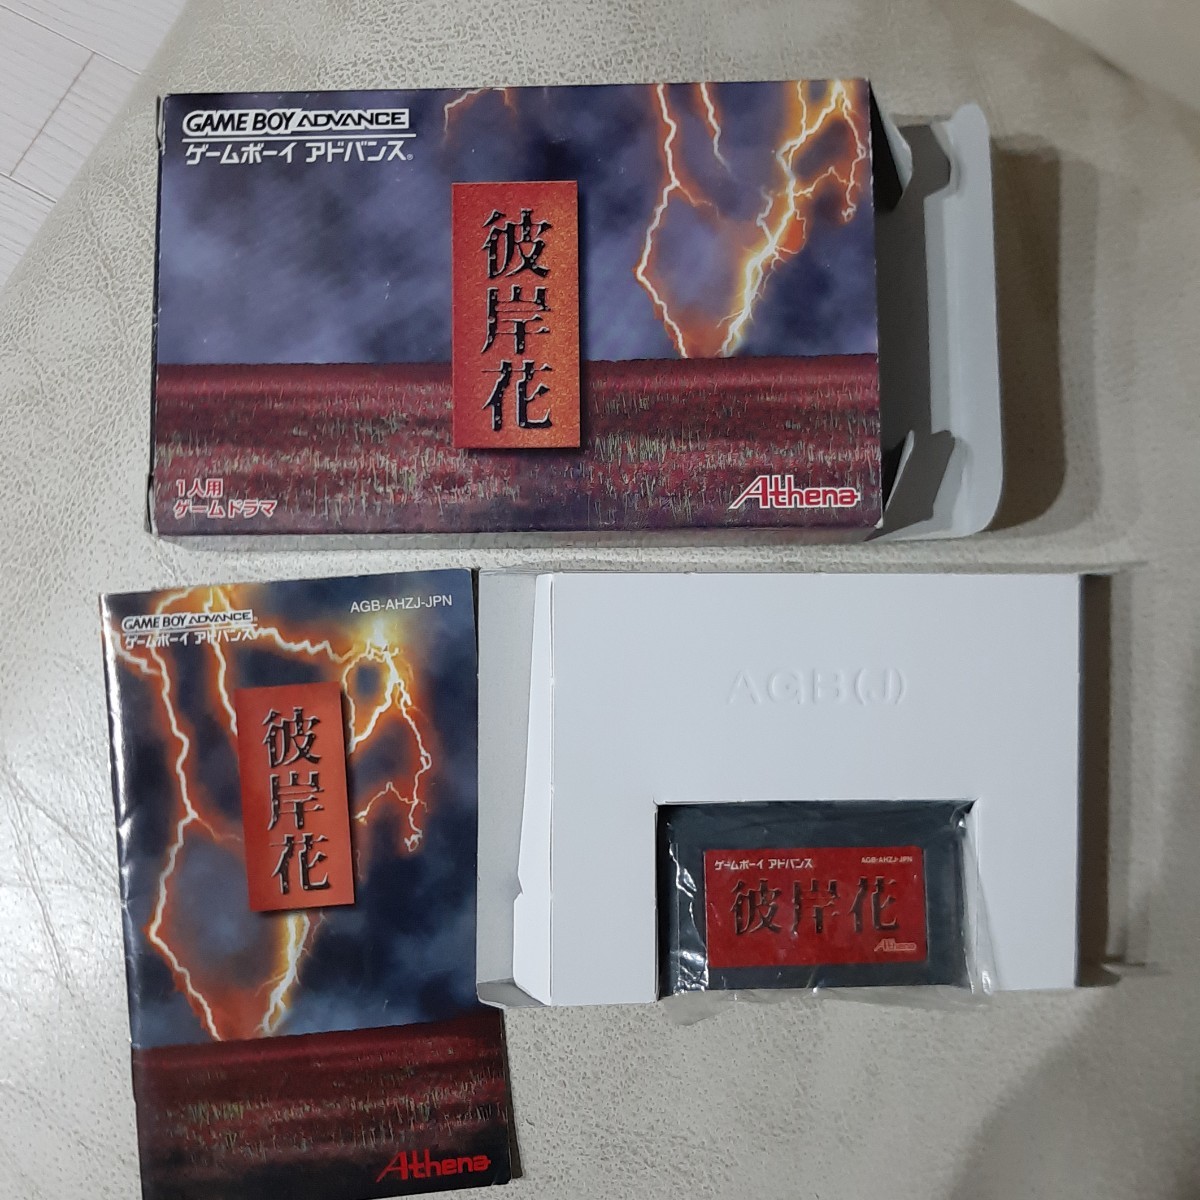 GAME BOY ADVANCE
ゲームボーイ アドバンス®
彼岸花
1人用
ゲームドラマ
Athena
GAME BOY ADVANCE
ゲームボーイ アドバンス
AGB-AHZJ-JPN
彼岸花
Athena
AGB(J)
ゲームボーイ アドバンス
AGB-AHZJ-JPN
彼岸花
Athena